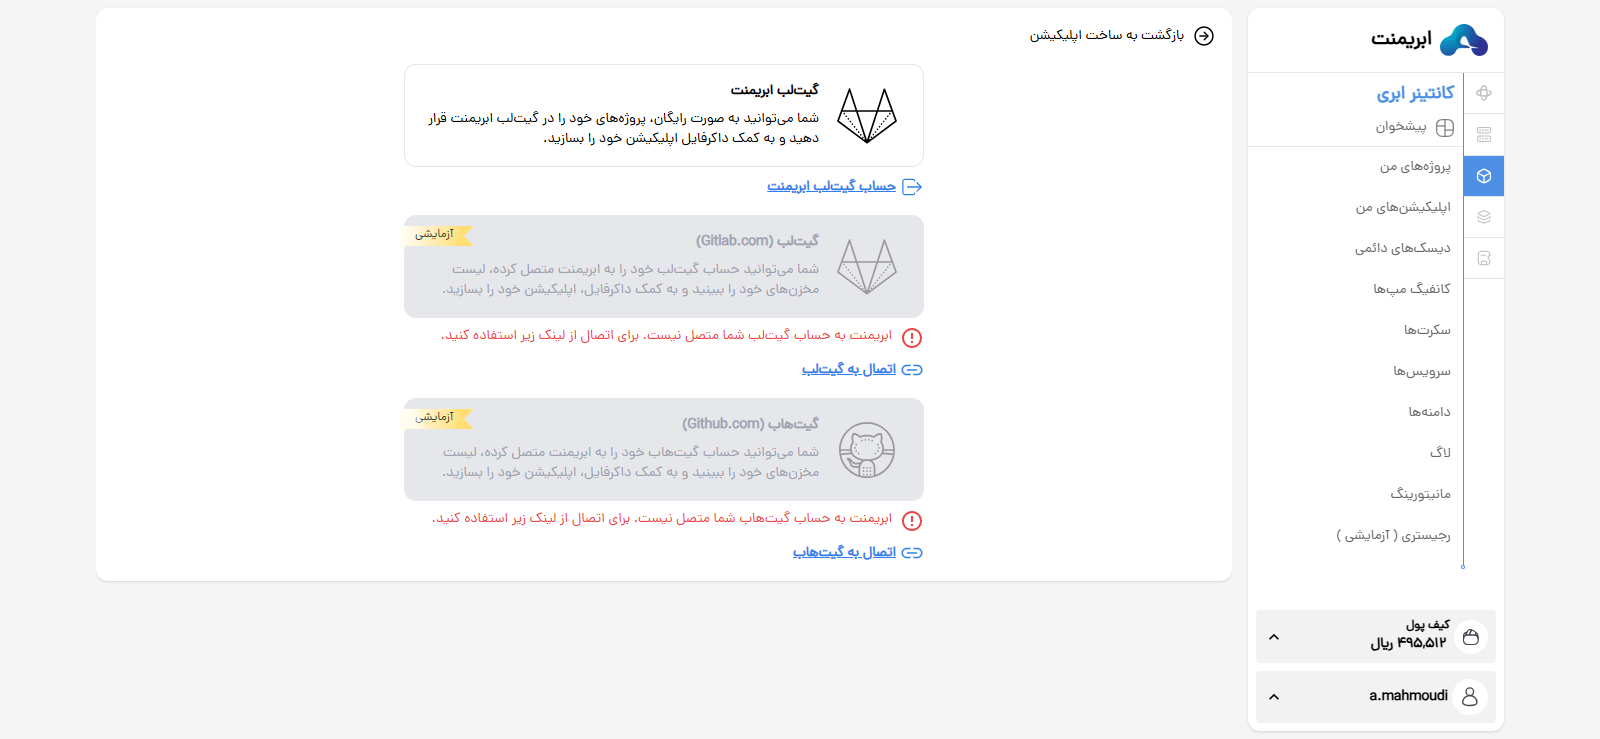 ابریمنت
کانتینر ابری
پیشخوان
پروژه‌های من
اپلیکیشن‌های من
دیسک‌های دائمی
کانفیگ مپ‌ها
سکرت‌ها
سرویس‌ها
دامنه‌ها
لاگ
مانیتورینگ
رجیستری ( آزمایشی )
کیف پول
۴۹۵,۵۱۲ ریال
a.mahmoudi
بازگشت به ساخت اپلیکیشن
گیت‌لب ابریمنت
شما می‌توانید به صورت رایگان، پروژه‌های خود را در گیت‌لب ابریمنت قرار
دهید و به کمک داکرفایل اپلیکیشن خود را بسازید.
حساب گیت‌لب ابریمنت
گیت‌لب (Gitlab.com)
آزمایشی
شما می‌توانید حساب گیت‌لب خود را به ابریمنت متصل کرده، لیست
مخزن‌های خود را ببینید و به کمک داکرفایل، اپلیکیشن خود را بسازید.
ابریمنت به حساب گیت‌لب شما متصل نیست. برای اتصال از لینک زیر استفاده کنید.
اتصال به گیت‌لب
گیت‌هاب (Github.com)
آزمایشی
شما می‌توانید حساب گیت‌هاب خود را به ابریمنت متصل کرده، لیست
مخزن‌های خود را ببینید و به کمک داکرفایل، اپلیکیشن خود را بسازید.
ابریمنت به حساب گیت‌هاب شما متصل نیست. برای اتصال از لینک زیر استفاده کنید.
اتصال به گیت‌هاب